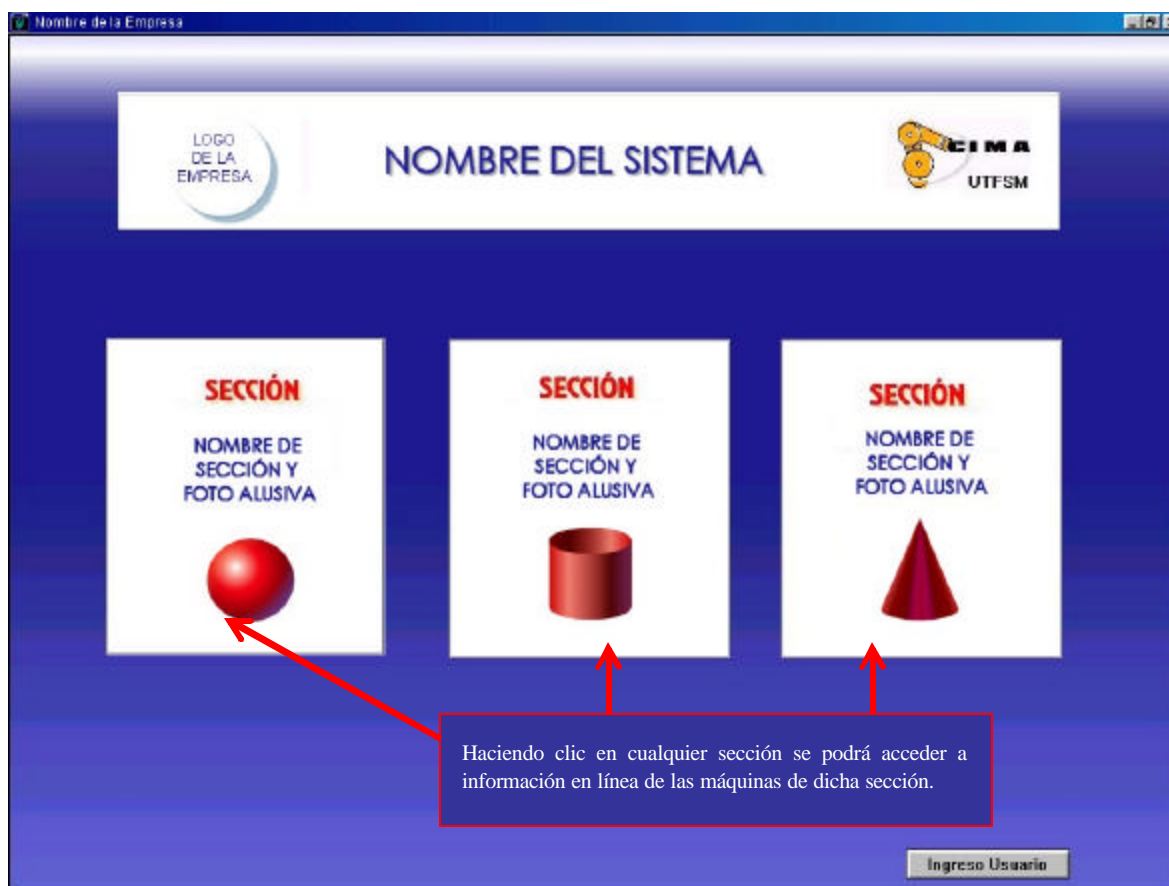 Nombre de la Empresa
LOGO
DE LA
EMPRESA
NOMBRE DEL SISTEMA
CIMA
UTFSM
SECCIÓN
NOMBRE DE
SECCIÓN Y
FOTO ALUSIVA
SECCIÓN
NOMBRE DE
SECCIÓN Y
FOTO ALUSIVA
SECCIÓN
NOMBRE DE
SECCIÓN Y
FOTO ALUSIVA
Haciendo clic en cualquier sección se podrá acceder a
información en línea de las máquinas de dicha sección.
Ingreso Usuario